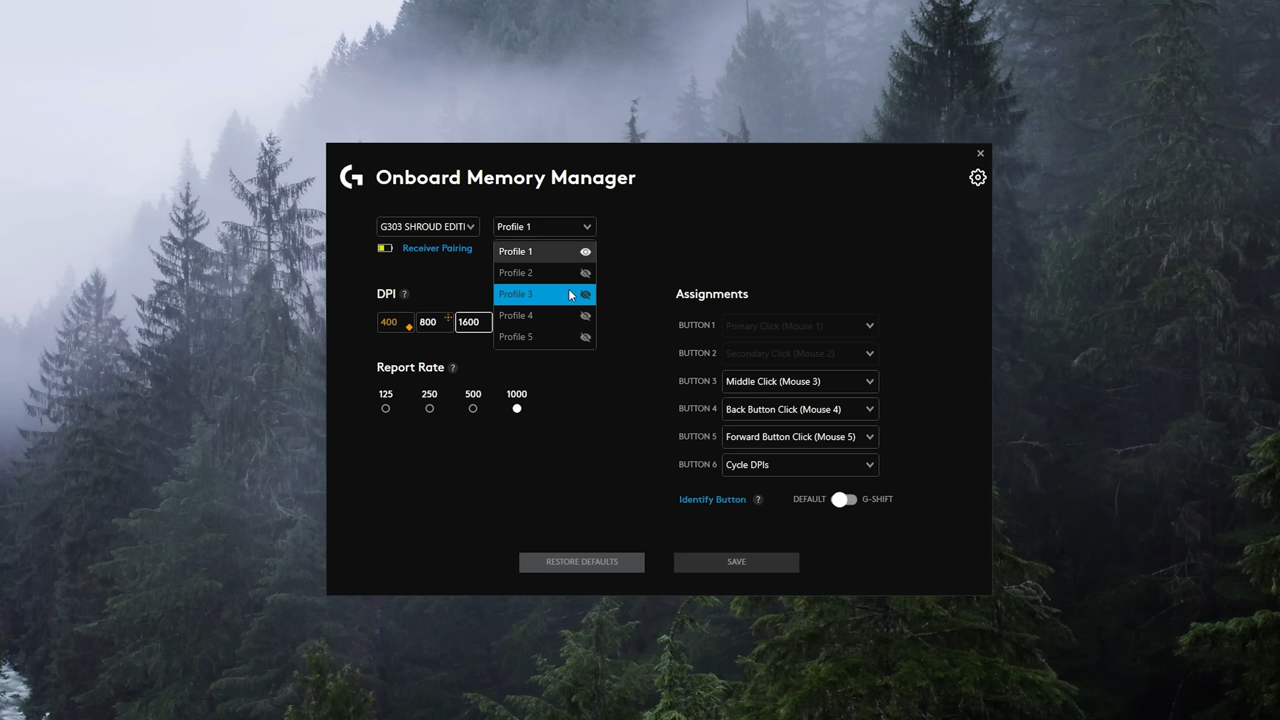 Onboard Memory Manager
G303 SHROUD EDITI
Profile 1
Receiver Pairing
Profile 1
Profile 2
Profile 3
Profile 4
Profile 5
DPI ?
400 800 1600
Report Rate ?
125 250 500 1000
Assignments
BUTTON 1 Primary Click (Mouse 1)
BUTTON 2 Secondary Click (Mouse 2)
BUTTON 3 Middle Click (Mouse 3)
BUTTON 4 Back Button Click (Mouse 4)
BUTTON 5 Forward Button Click (Mouse 5)
BUTTON 6 Cycle DPIs
Identify Button ? DEFAULT G-SHIFT
RESTORE DEFAULTS SAVE